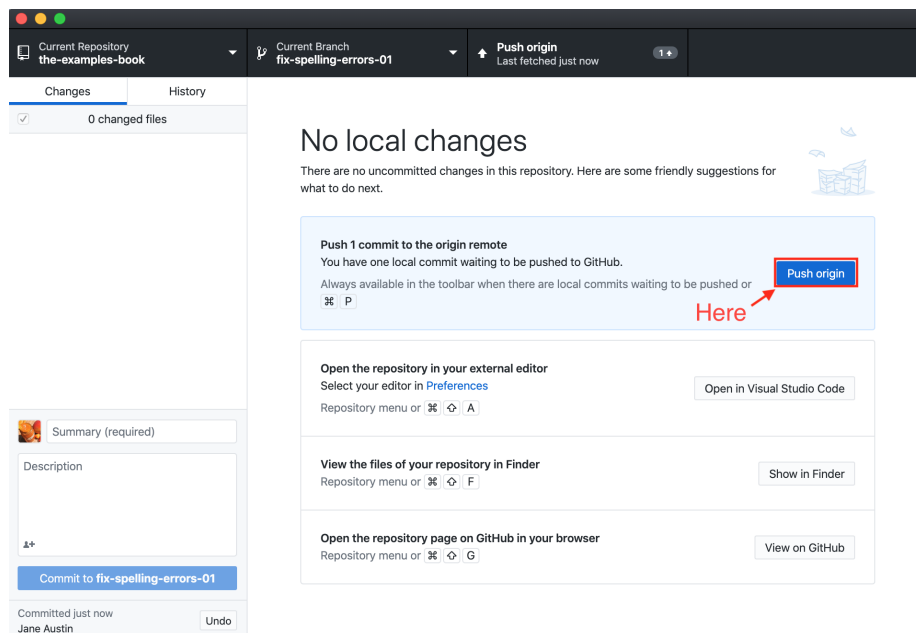 Current Repository
the-examples-book
Current Branch
fix-spelling-errors-01
Push origin
Last fetched just now
1
Changes
History
0 changed files
No local changes
There are no uncommitted changes in this repository. Here are some friendly suggestions for
what to do next.
Push 1 commit to the origin remote
You have one local commit waiting to be pushed to GitHub.
Always available in the toolbar when there are local commits waiting to be pushed or
⌘ P
Push origin
Here
Open the repository in your external editor
Select your editor in Preferences
Repository menu or ⌘ ⇧ A
Open in Visual Studio Code
View the files of your repository in Finder
Repository menu or ⌘ ⇧ F
Show in Finder
Open the repository page on GitHub in your browser
Repository menu or ⌘ ⇧ G
View on GitHub
Summary (required)
Description
Commit to fix-spelling-errors-01
Committed just now
Jane Austin
Undo